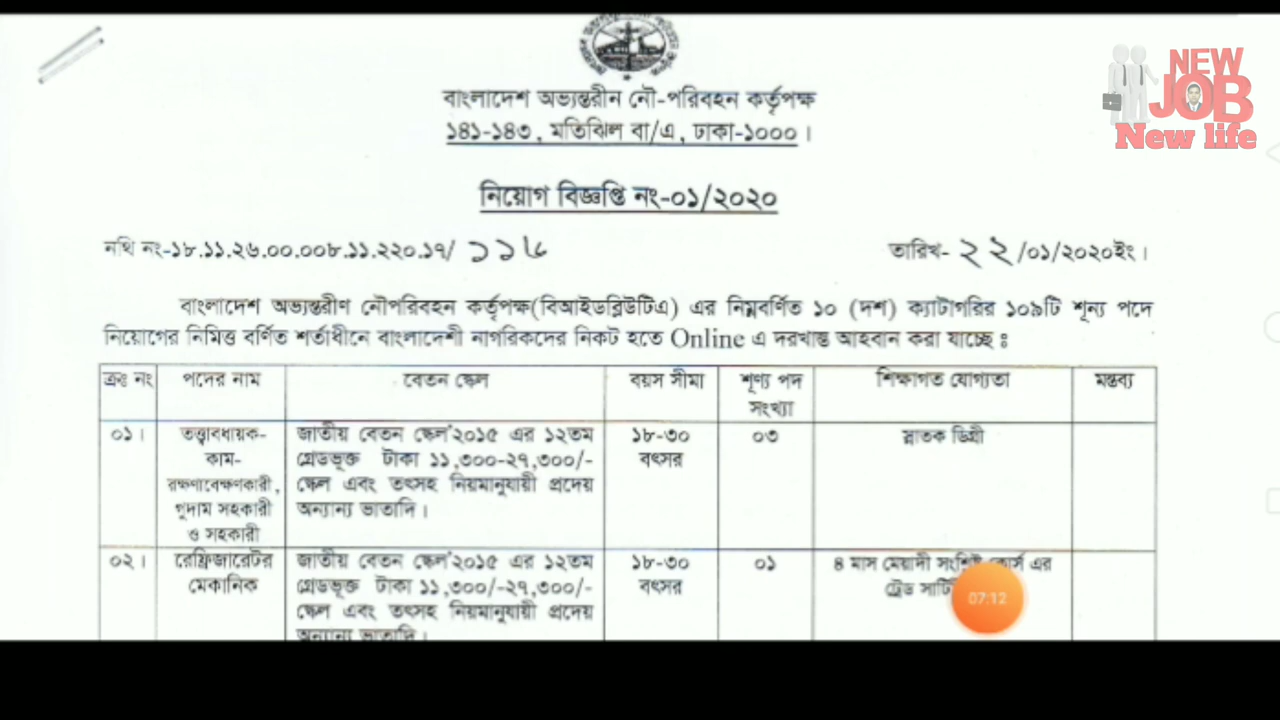 NEW
JOB
New life
বাংলাদেশ অভ্যন্তরীন নৌ-পরিবহন কর্তৃপক্ষ
১৪১-১৪৩, মতিঝিল বা/এ, ঢাকা-১০০০।
নিয়োগ বিজ্ঞপ্তি নং-০১/২০২০
নথি নং-১৮.১১.২৬.০০.০০৮.১১.২২০.১৭/
তারিখ-২২/০১/২০২০ইং।
বাংলাদেশ অভ্যন্তরীণ নৌপরিবহন কর্তৃপক্ষ(বিআইডব্লিউটিএ) এর নিম্নবর্ণিত ১০ (দশ) ক্যাটাগরির ১০৯টি শূন্য পদে
নিয়োগের নিমিত্ত বর্ণিত শর্তাধীনে বাংলাদেশী নাগরিকদের নিকট হতে Online এ দরখাস্ত আহবান করা যাচ্ছে ঃ
ক্রঃ নং পদের নাম বেতন স্কেল বয়স সীমা শূণ্য পদ সংখ্যা শিক্ষাগত যোগ্যতা মন্তব্য
০১। তত্ত্বাবধায়ক- জাতীয় বেতন স্কেল'২০১৫ এর ১২তম ১৮-৩০ ০৩ স্নাতক ডিগ্রী
কাম- গ্রেডভূক্ত টাকা ১১,৩০০-২৭,৩০০/- বৎসর
রক্ষণাবেক্ষণকারী, স্কেল এবং তৎসহ নিয়মানুযায়ী প্রদেয়
গুদাম সহকারী অন্যান্য ভাতাদি।
ও সহকারী
০২। রেফ্রিজারেটর জাতীয় বেতন স্কেল'২০১৫ এর ১২তম ১৮-৩০ ০১ ৪ মাস মেয়াদী কোর্স এর
মেকানিক গ্রেডভূক্ত টাকা ১১,৩০০/-২৭,৩০০/- বৎসর ট্রেড
স্কেল এবং তৎসহ নিয়মানুযায়ী প্রদেয়
অন্যান্য ভাতাদি।
07:12